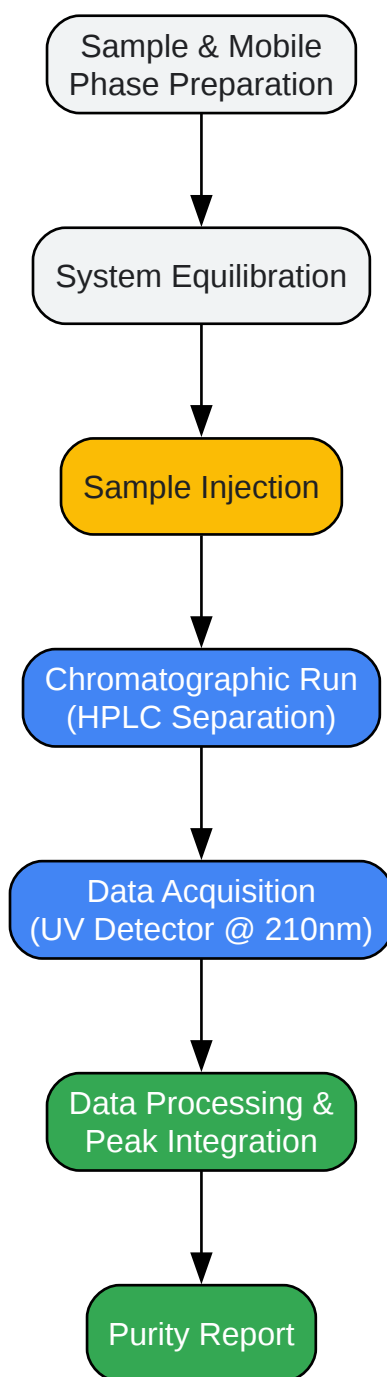 Sample & Mobile
Phase Preparation
System Equilibration
Sample Injection
Chromatographic Run
(HPLC Separation)
Data Acquisition
(UV Detector @ 210nm)
Data Processing &
Peak Integration
Purity Report